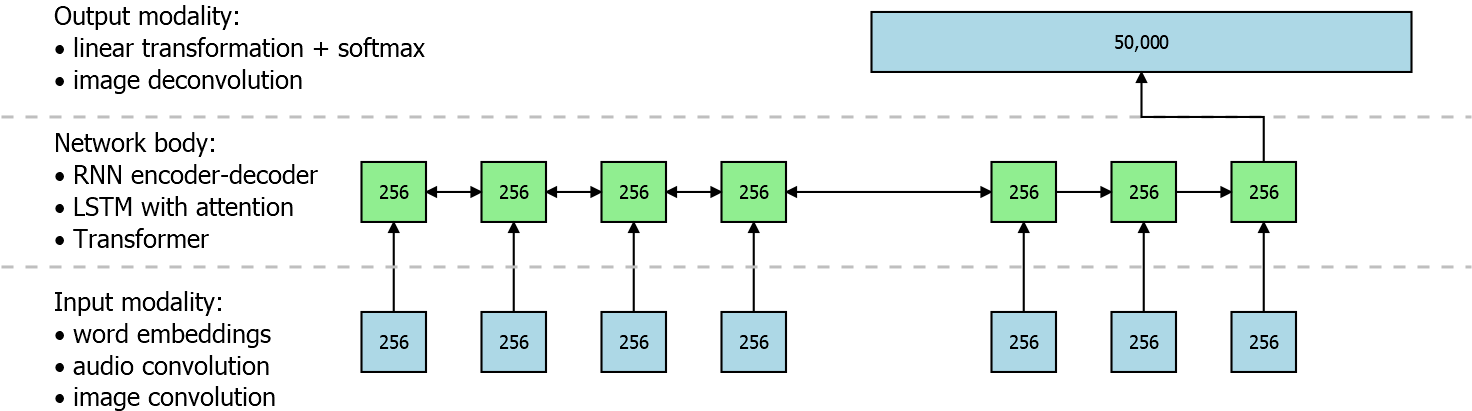 Output modality:
• linear transformation + softmax
• image deconvolution
50,000
Network body:
• RNN encoder-decoder
• LSTM with attention
• Transformer
256 256 256 256 256 256 256
Input modality:
• word embeddings
• audio convolution
• image convolution
256 256 256 256 256 256 256